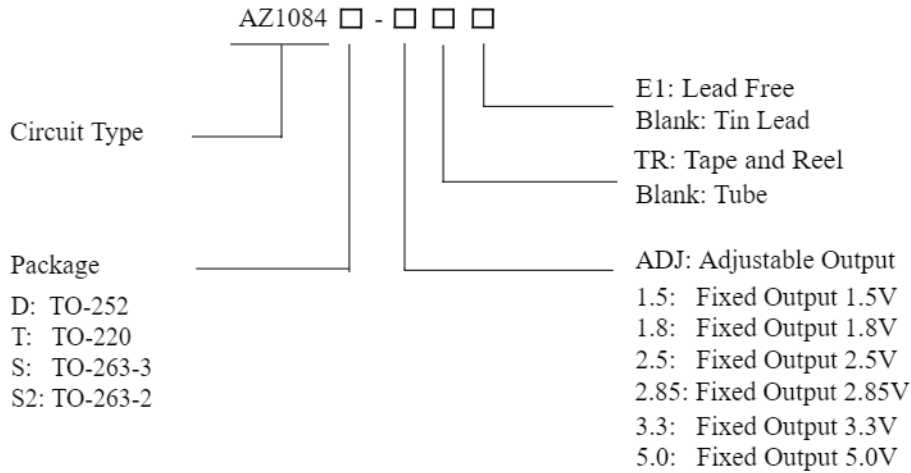 AZ1084 □ - □ □ □
Circuit Type
E1: Lead Free
Blank: Tin Lead
TR: Tape and Reel
Blank: Tube
Package
D: TO-252
T: TO-220
S: TO-263-3
S2: TO-263-2
ADJ: Adjustable Output
1.5: Fixed Output 1.5V
1.8: Fixed Output 1.8V
2.5: Fixed Output 2.5V
2.85: Fixed Output 2.85V
3.3: Fixed Output 3.3V
5.0: Fixed Output 5.0V